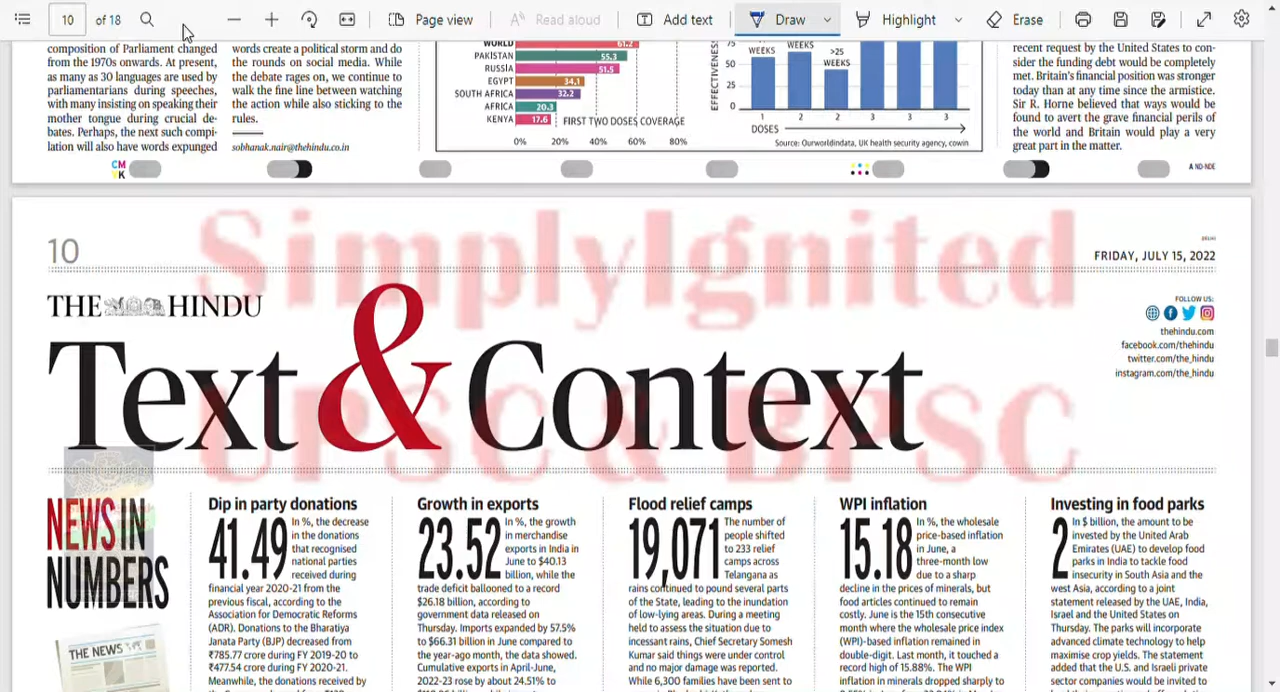 10 of 18 Page view Read aloud Add text Draw Highlight Erase
composition of Parliament changed
from the 1970s onwards. At present,
as many as 30 languages are used by
parliamentarians during speeches,
with many insisting on speaking their
mother tongue during crucial de-
bates. Perhaps, the next such compi-
lation will also have words expunged
words create a political storm and do
the rounds on social media. While
the debate rages on, we continue to
walk the fine line between watching
the action while also sticking to the
rules.
sobhanak.nair@thehindu.co.in
WORLD 61.2
PAKISTAN 55.3
RUSSIA 51.5
EGYPT 34.1
SOUTH AFRICA 32.2
AFRICA 20.3
KENYA 17.6
FIRST TWO DOSES COVERAGE
0% 20% 40% 60% 80%
EFFECTIVENESS
75
50
25
0
WEEKS
WEEKS
>25
WEEKS
1 2 2 3 3 3
DOSES
Source: Ourworldindata, UK health security agency, cowin
recent request by the United States to con-
sider the funding debt would be completely
met. Britain's financial position was stronger
today than at any time since the armistice.
Sir R. Horne believed that ways would be
found to avert the grave financial perils of
the world and Britain would play a very
great part in the matter.
CM
YK
A ND-NDE
SimplyIgnited
UPSC & BPSC
10
DELHI
FRIDAY, JULY 15, 2022
THE HINDU
Text & Context
FOLLOW US:
thehindu.com
facebook.com/thehindu
twitter.com/the_hindu
instagram.com/the_hindu
NEWS IN
NUMBERS
THE NEWS
Dip in party donations
41.49
In %, the decrease
in the donations
that recognised
national parties
received during
financial year 2020-21 from the
previous fiscal, according to the
Association for Democratic Reforms
(ADR). Donations to the Bharatiya
Janata Party (BJP) decreased from
₹785.77 crore during FY 2019-20 to
₹477.54 crore during FY 2020-21.
Meanwhile, the donations received by
Growth in exports
23.52
In %, the growth
in merchandise
exports in India in
June to $40.13
billion, while the
trade deficit ballooned to a record
$26.18 billion, according to
government data released on
Thursday. Imports expanded by 57.5%
to $66.31 billion in June compared to
the year-ago month, the data showed.
Cumulative exports in April-June,
2022-23 rose by about 24.51% to
Flood relief camps
19,071
The number of
people shifted
to 233 relief
camps across
Telangana as
rains continued to pound several parts
of the State, leading to the inundation
of low-lying areas. During a meeting
held to assess the situation due to
incessant rains, Chief Secretary Somesh
Kumar said things were under control
and no major damage was reported.
While 6,300 families have been sent to
WPI inflation
15.18
In %, the wholesale
price-based inflation
in June, a
three-month low
due to a sharp
decline in the prices of minerals, but
food articles continued to remain
costly. June is the 15th consecutive
month where the wholesale price index
(WPI)-based inflation remained in
double-digit. Last month, it touched a
record high of 15.88%. The WPI
inflation in minerals dropped sharply to
Investing in food parks
2
In $ billion, the amount to be
invested by the United Arab
Emirates (UAE) to develop food
parks in India to tackle food
insecurity in South Asia and the
west Asia, according to a joint
statement released by the UAE, India,
Israel and the United States on
Thursday. The parks will incorporate
advanced climate technology to help
maximise crop yields. The statement
added that the U.S. and Israeli private
sector companies would be invited to